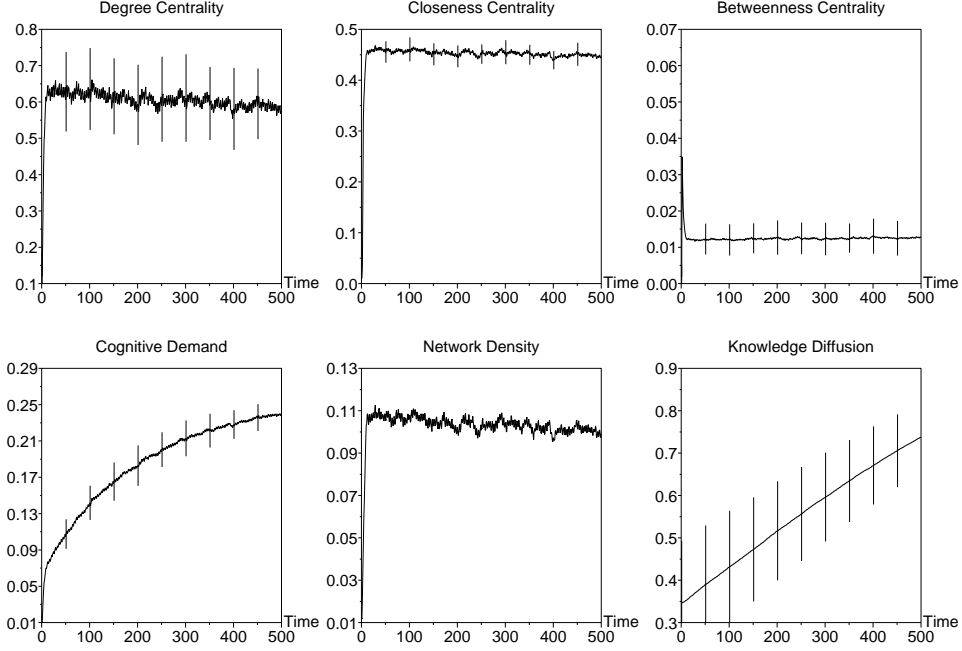 Degree Centrality
0.8
0.7
0.6
0.5
0.4
0.3
0.2
0.1
0 100 200 300 400 500
Time
Closeness Centrality
0.5
0.4
0.3
0.2
0.1
0.0
0 100 200 300 400 500
Time
Betweenness Centrality
0.07
0.06
0.05
0.04
0.03
0.02
0.01
0.00
0 100 200 300 400 500
Time
Cognitive Demand
0.29
0.25
0.21
0.17
0.13
0.09
0.05
0.01
0 100 200 300 400 500
Time
Network Density
0.13
0.11
0.09
0.07
0.05
0.03
0.01
0 100 200 300 400 500
Time
Knowledge Diffusion
0.9
0.8
0.7
0.6
0.5
0.4
0.3
0 100 200 300 400 500
Time